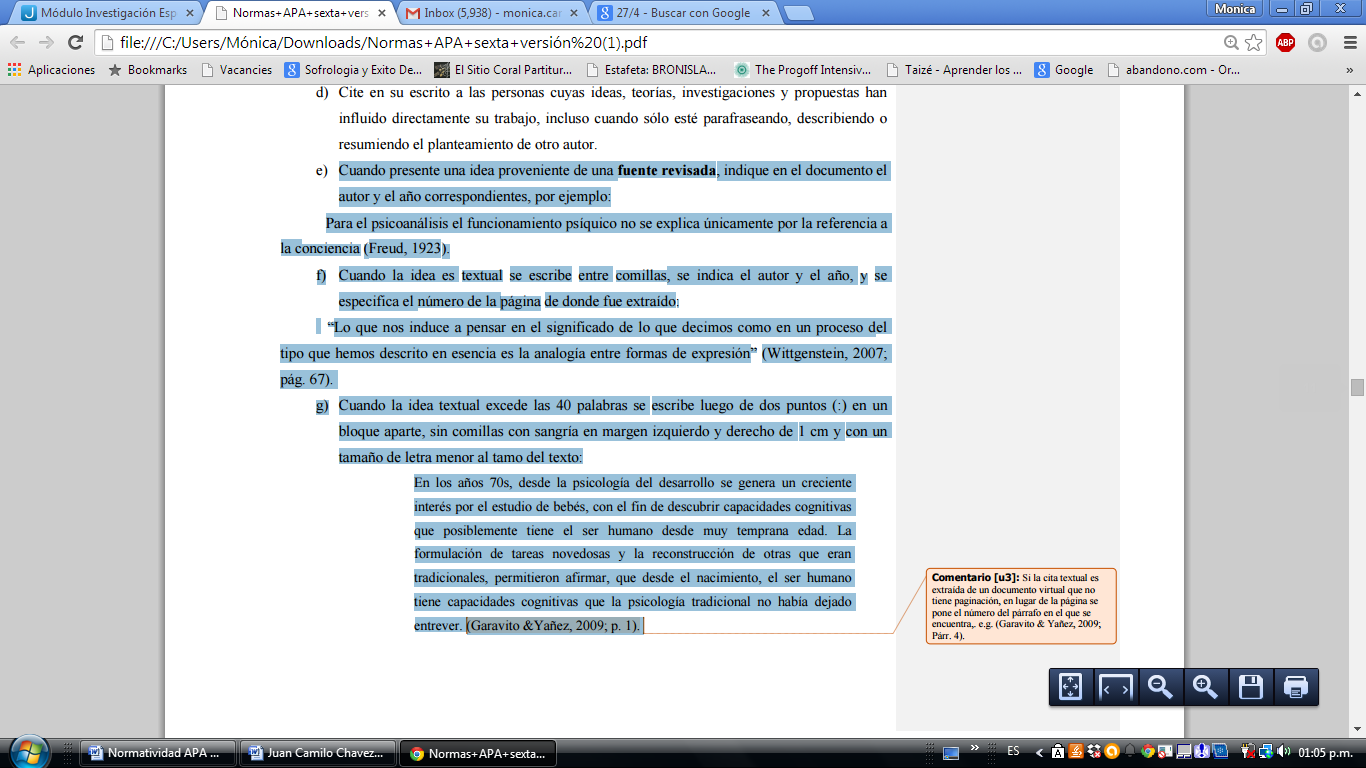 Módulo Investigación Esp
Normas+APA+sexta+vers
Inbox (5,938) - monica.car
27/4 - Buscar con Google
Monica
file:///C:/Users/Mónica/Downloads/Normas+APA+sexta+versión%20(1).pdf
ABP
Aplicaciones
Bookmarks
Vacancies
Sofrologia y Exito De...
El Sitio Coral Partitur...
Estafeta: BRONISLA...
The Progoff Intensiv...
Taizé - Aprender los ...
Google
abandono.com - Or...
»
d) Cite en su escrito a las personas cuyas ideas, teorías, investigaciones y propuestas han
influido directamente su trabajo, incluso cuando sólo esté parafraseando, describiendo o
resumiendo el planteamiento de otro autor.
e) Cuando presente una idea proveniente de una fuente revisada, indique en el documento el
autor y el año correspondientes, por ejemplo:
Para el psicoanálisis el funcionamiento psíquico no se explica únicamente por la referencia a
la conciencia (Freud, 1923).
f) Cuando la idea es textual se escribe entre comillas, se indica el autor y el año, y se
especifica el número de la página de donde fue extraído:
“Lo que nos induce a pensar en el significado de lo que decimos como en un proceso del
tipo que hemos descrito en esencia es la analogía entre formas de expresión” (Wittgenstein, 2007;
pág. 67).
g) Cuando la idea textual excede las 40 palabras se escribe luego de dos puntos (:) en un
bloque aparte, sin comillas con sangría en margen izquierdo y derecho de 1 cm y con un
tamaño de letra menor al tamo del texto:
En los años 70s, desde la psicología del desarrollo se genera un creciente
interés por el estudio de bebés, con el fin de descubrir capacidades cognitivas
que posiblemente tiene el ser humano desde muy temprana edad. La
formulación de tareas novedosas y la reconstrucción de otras que eran
tradicionales, permitieron afirmar, que desde el nacimiento, el ser humano
tiene capacidades cognitivas que la psicología tradicional no había dejado
entrever. (Garavito &Yañez, 2009; p. 1).
Comentario [u3]: Si la cita textual es
extraída de un documento virtual que no
tiene paginación, en lugar de la página se
pone el número del párrafo en el que se
encuentra,. e.g. (Garavito & Yañez, 2009;
Párr. 4).
Normatividad APA ...
Juan Camilo Chavez...
Normas+APA+sexta...
»
ES
01:05 p.m.